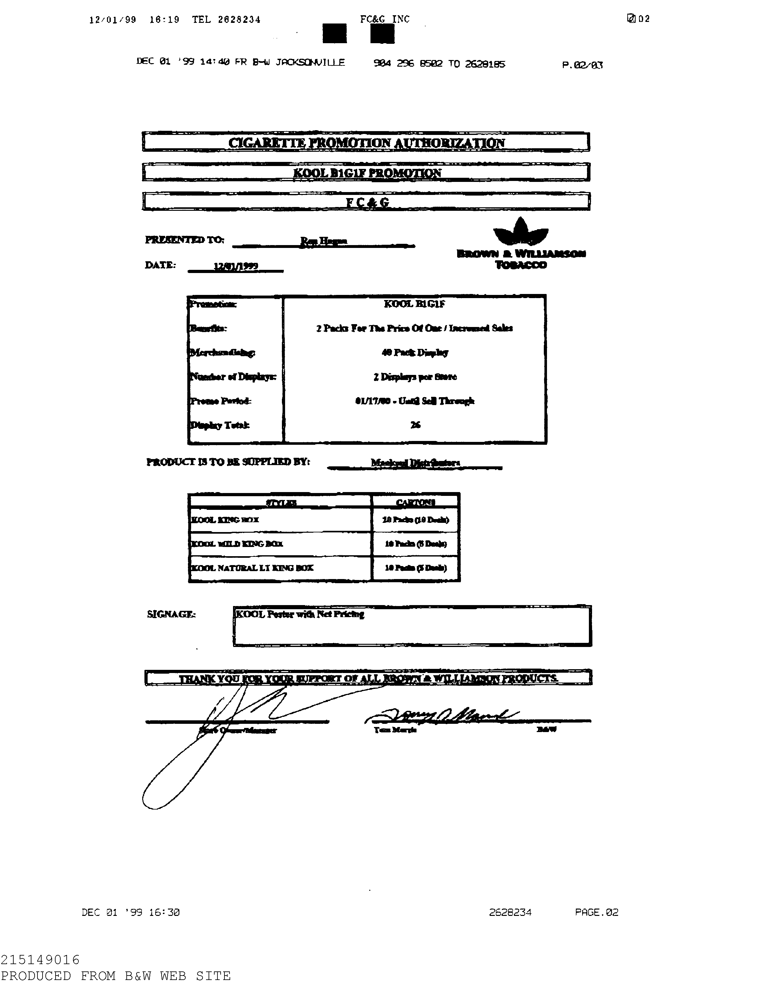 12/01/99 16:19 TEL 2628234 FC&G INC 02
DEC 01 '99 14:40 FR B-W JACKSONVILLE 904 296 8502 TO 2628185 P.02/03
CIGARETTE PROMOTION AUTHORIZATION
KOOL B1G1F PROMOTION
F C & G
PRESENTED TO: Ron Hagan
BROWN & WILLIAMSON
TOBACCO
DATE: 12/01/1999
Promotion: KOOL B1G1F
Benefits: 2 Packs For The Price Of One / Increased Sales
Merchandising: 40 Pack Display
Number of Displays: 2 Displays per Store
Promo Period: 01/17/00 - Until Sell Through
Display Total: 26
PRODUCT IS TO BE SUPPLIED BY: Distributors
STYLES CARTONS
KOOL KING BOX 20 Packs (10 Deals)
KOOL MILD KING BOX 10 Packs (5 Deals)
KOOL NATURAL LT KING BOX 10 Packs (5 Deals)
SIGNAGE: KOOL Poster with Net Pricing
THANK YOU FOR YOUR SUPPORT OF ALL BROWN & WILLIAMSON PRODUCTS.
Store Owner/Manager Tom Morris B&W
DEC 01 '99 16:30 2628234 PAGE.02
215149016
PRODUCED FROM B&W WEB SITE